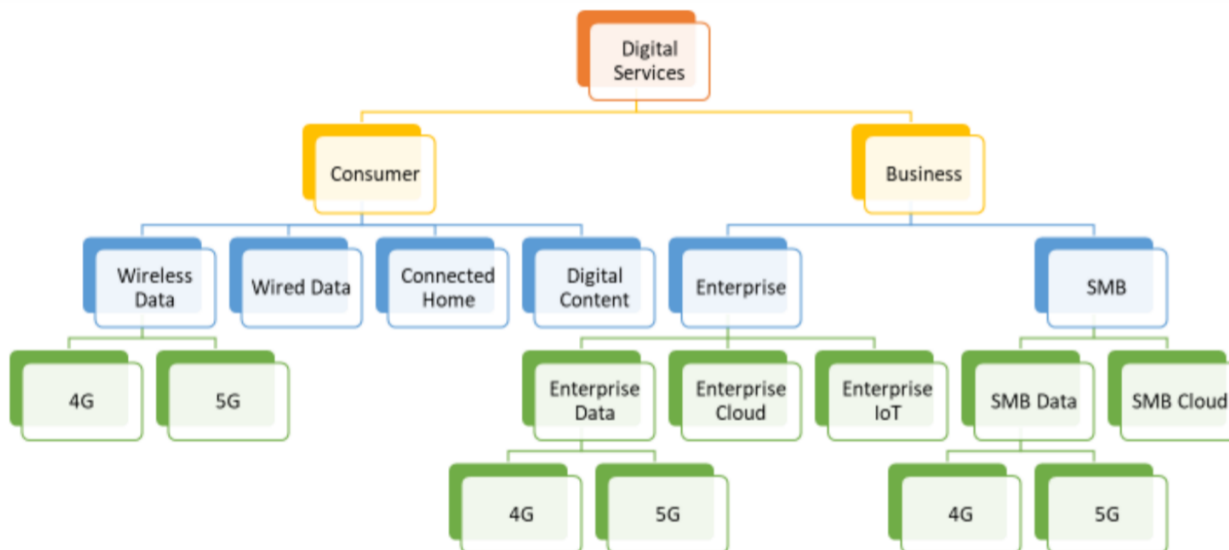 Digital
Services
Consumer
Business
Wireless
Data
Wired Data
Connected
Home
Digital
Content
Enterprise
SMB
4G
5G
Enterprise
Data
Enterprise
Cloud
Enterprise
IoT
SMB Data
SMB Cloud
4G
5G
4G
5G